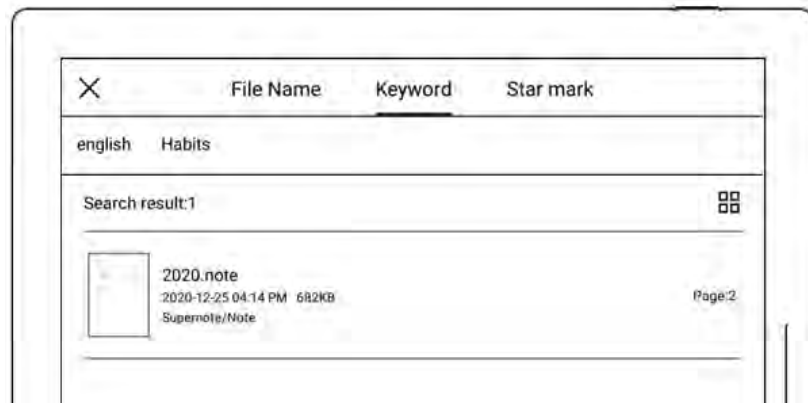 File Name Keyword Star mark
english Habits
Search result:1
2020.note
2020-12-25 04:14 PM 682KB
Page:2
Supernote/Note